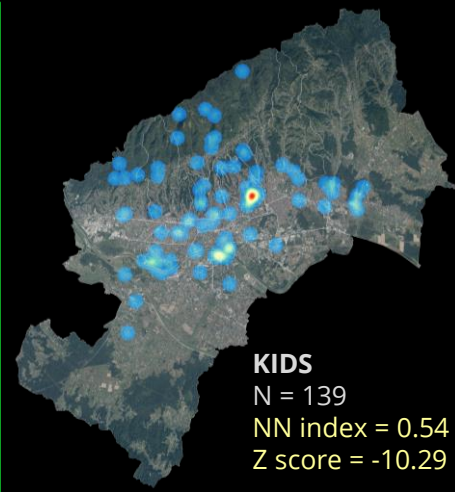 KIDS
N = 139
NN index = 0.54
Z score = -10.29